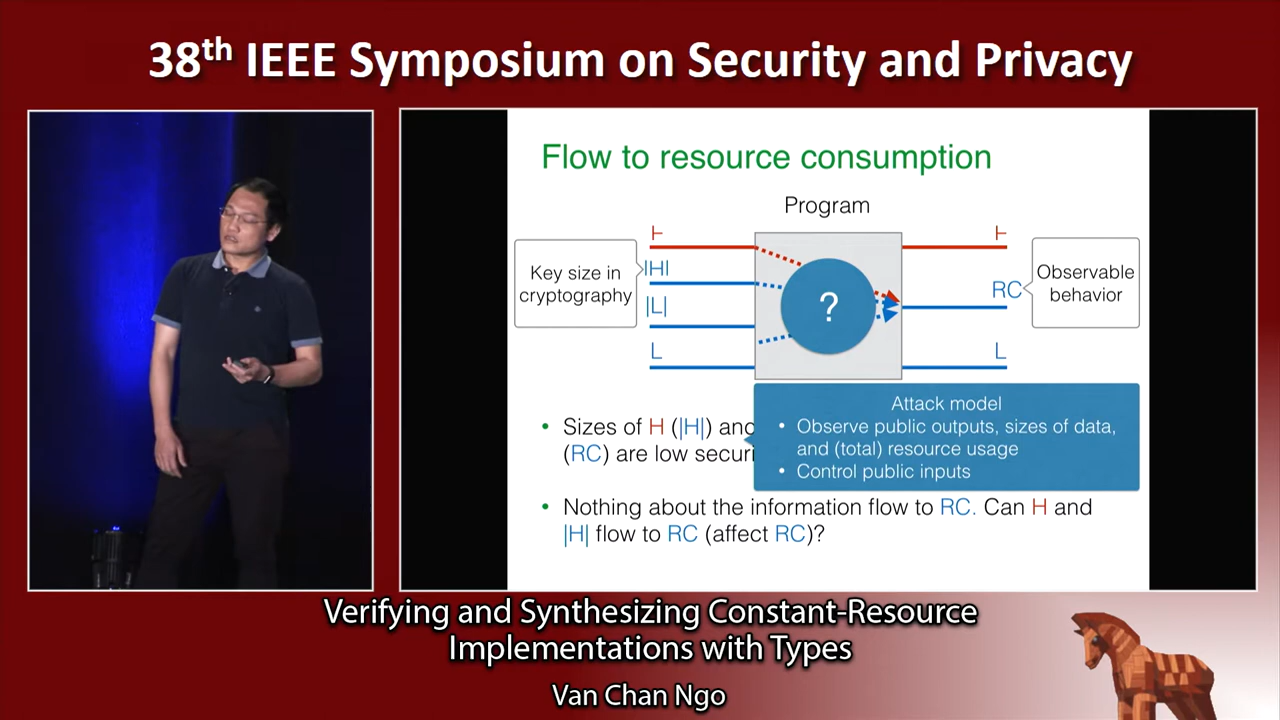 38th IEEE Symposium on Security and Privacy
Flow to resource consumption
Program
H
H
|H|
|L|
L
RC
L
Key size in
cryptography
Observable
behavior
?
• Sizes of H (|H|) and
(RC) are low securi
Attack model
• Observe public outputs, sizes of data,
and (total) resource usage
• Control public inputs
• Nothing about the information flow to RC. Can H and
|H| flow to RC (affect RC)?
Verifying and Synthesizing Constant-Resource
Implementations with Types
Van Chan Ngo